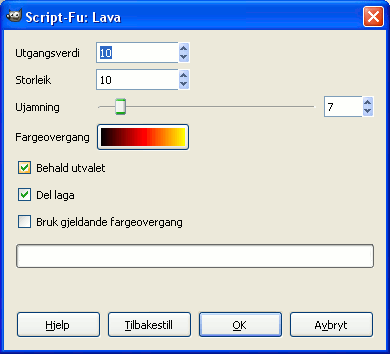 Script-Fu: Lava
Utgangsverdi 10
Storleik 10
Ujamning 7
Fargeovergang
Behald utvalet
Del laga
Bruk gjeldande fargeovergang
Hjelp Tilbakestill OK Avbryt